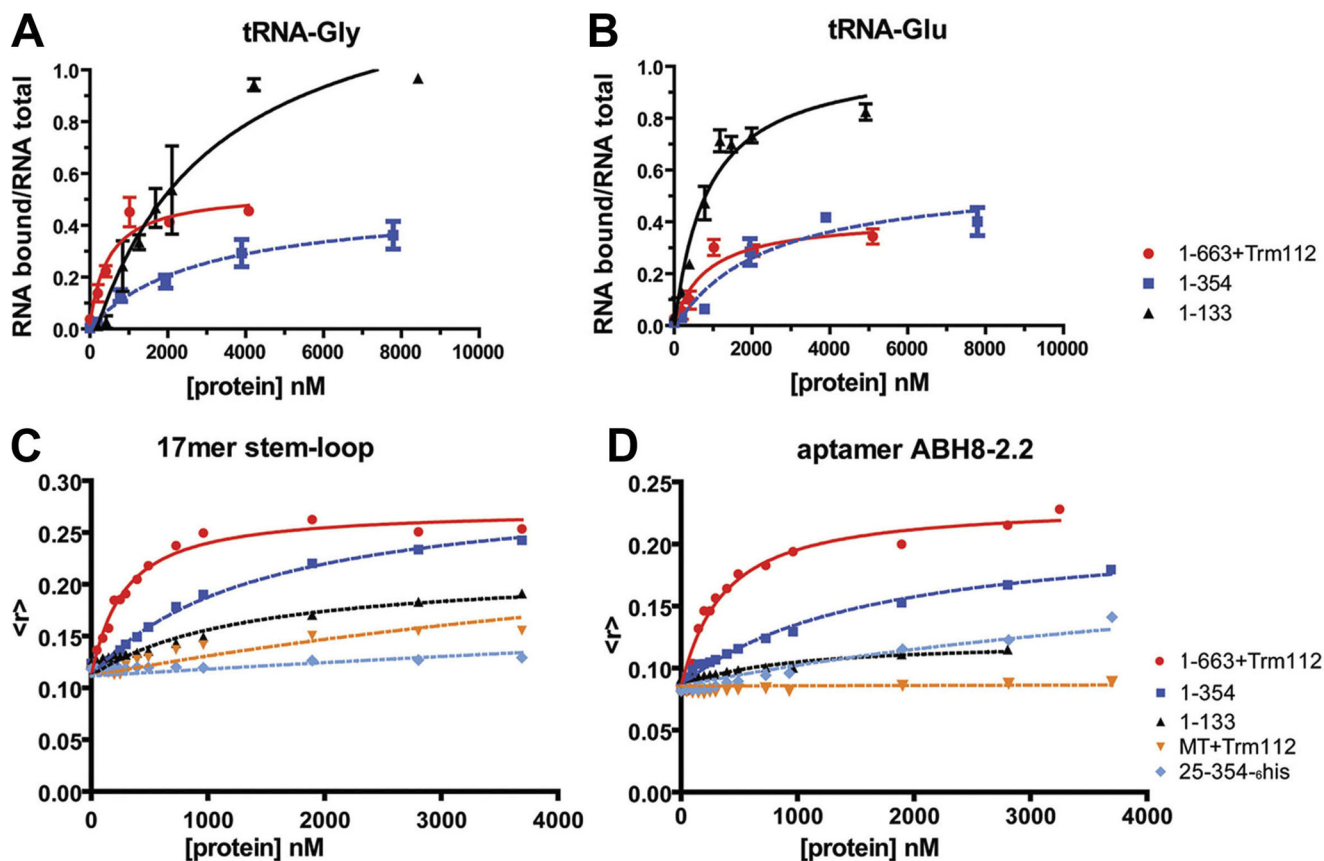 A
tRNA-Gly
RNA bound/RNA total
1.0
0.8
0.6
0.4
0.2
0.0
0 2000 4000 6000 8000 10000
[protein] nM
B
tRNA-Glu
RNA bound/RNA total
1.0
0.8
0.6
0.4
0.2
0.0
0 2000 4000 6000 8000 10000
[protein] nM
1-663+Trm112
1-354
1-133
C
17mer stem-loop
<r>
0.30
0.25
0.20
0.15
0.10
0.05
0.00
0 1000 2000 3000 4000
[protein] nM
D
aptamer ABH8-2.2
<r>
0.25
0.20
0.15
0.10
0.05
0.00
0 1000 2000 3000 4000
[protein] nM
1-663+Trm112
1-354
1-133
MT+Trm112
25-354-₆his